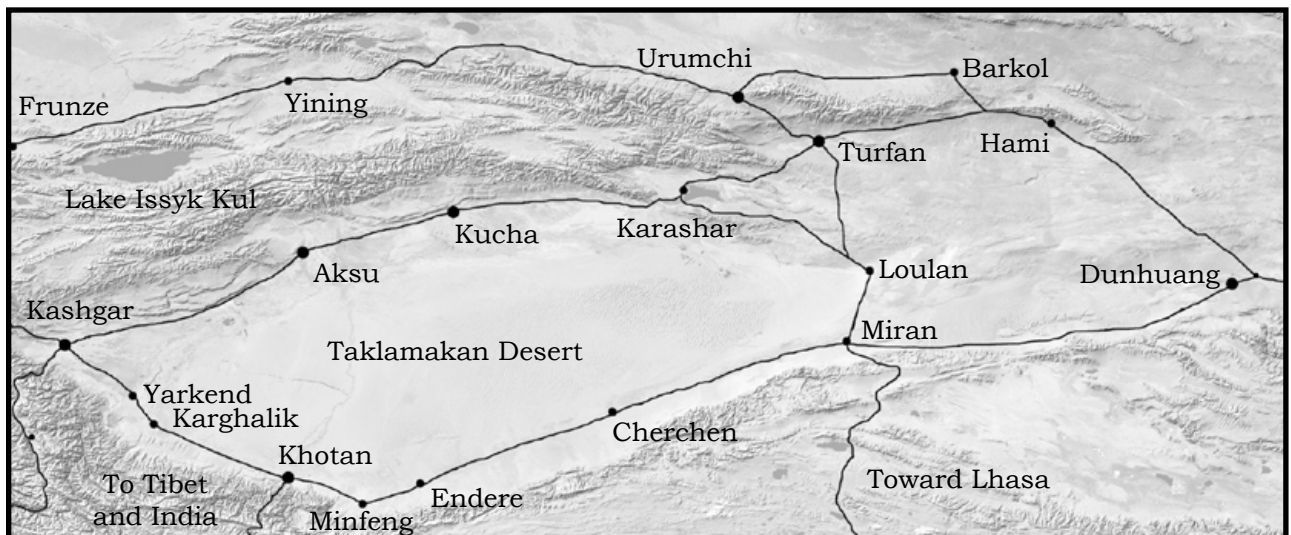 Urumchi
Barkol
Frunze
Yining
Hami
Turfan
Lake Issyk Kul
Kucha
Karashar
Aksu
Loulan
Dunhuang
Kashgar
Miran
Taklamakan Desert
Yarkend
Karghalik
Cherchen
Khotan
To Tibet
and India
Toward Lhasa
Endere
Minfeng